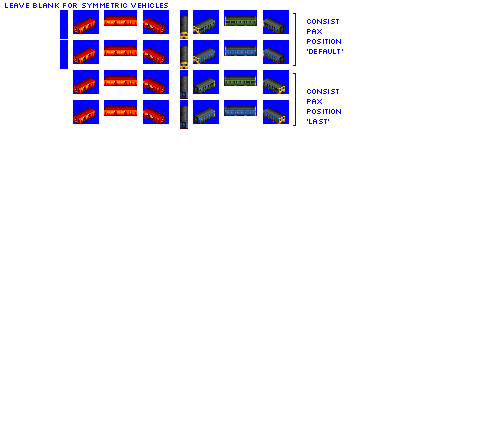 LEAVE BLANK FOR SYMMETRIC VEHICLES
CONSIST
PAX
POSITION
'DEFAULT'
CONSIST
PAX
POSITION
'LAST'